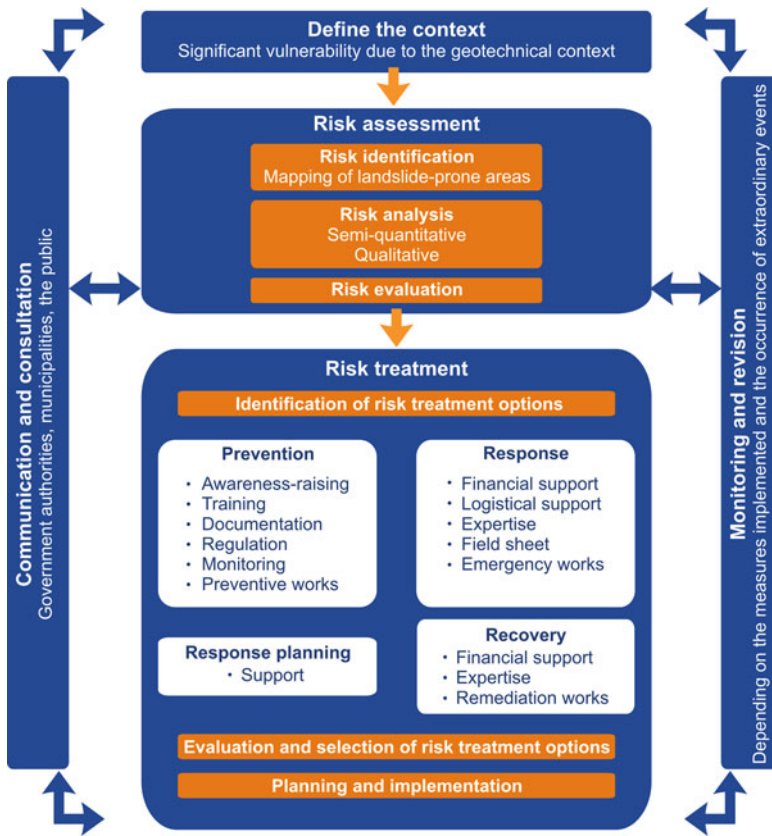 Define the context
Significant vulnerability due to the geotechnical context
Communication and consultation
Government authorities, municipalities, the public
Risk assessment
Risk identification
Mapping of landslide-prone areas
Risk analysis
Semi-quantitative
Qualitative
Risk evaluation
Risk treatment
Identification of risk treatment options
Prevention
• Awareness-raising
• Training
• Documentation
• Regulation
• Monitoring
• Preventive works
Response
• Financial support
• Logistical support
• Expertise
• Field sheet
• Emergency works
Response planning
• Support
Recovery
• Financial support
• Expertise
• Remediation works
Evaluation and selection of risk treatment options
Planning and implementation
Monitoring and revision
Depending on the measures implemented and the occurrence of extraordinary events